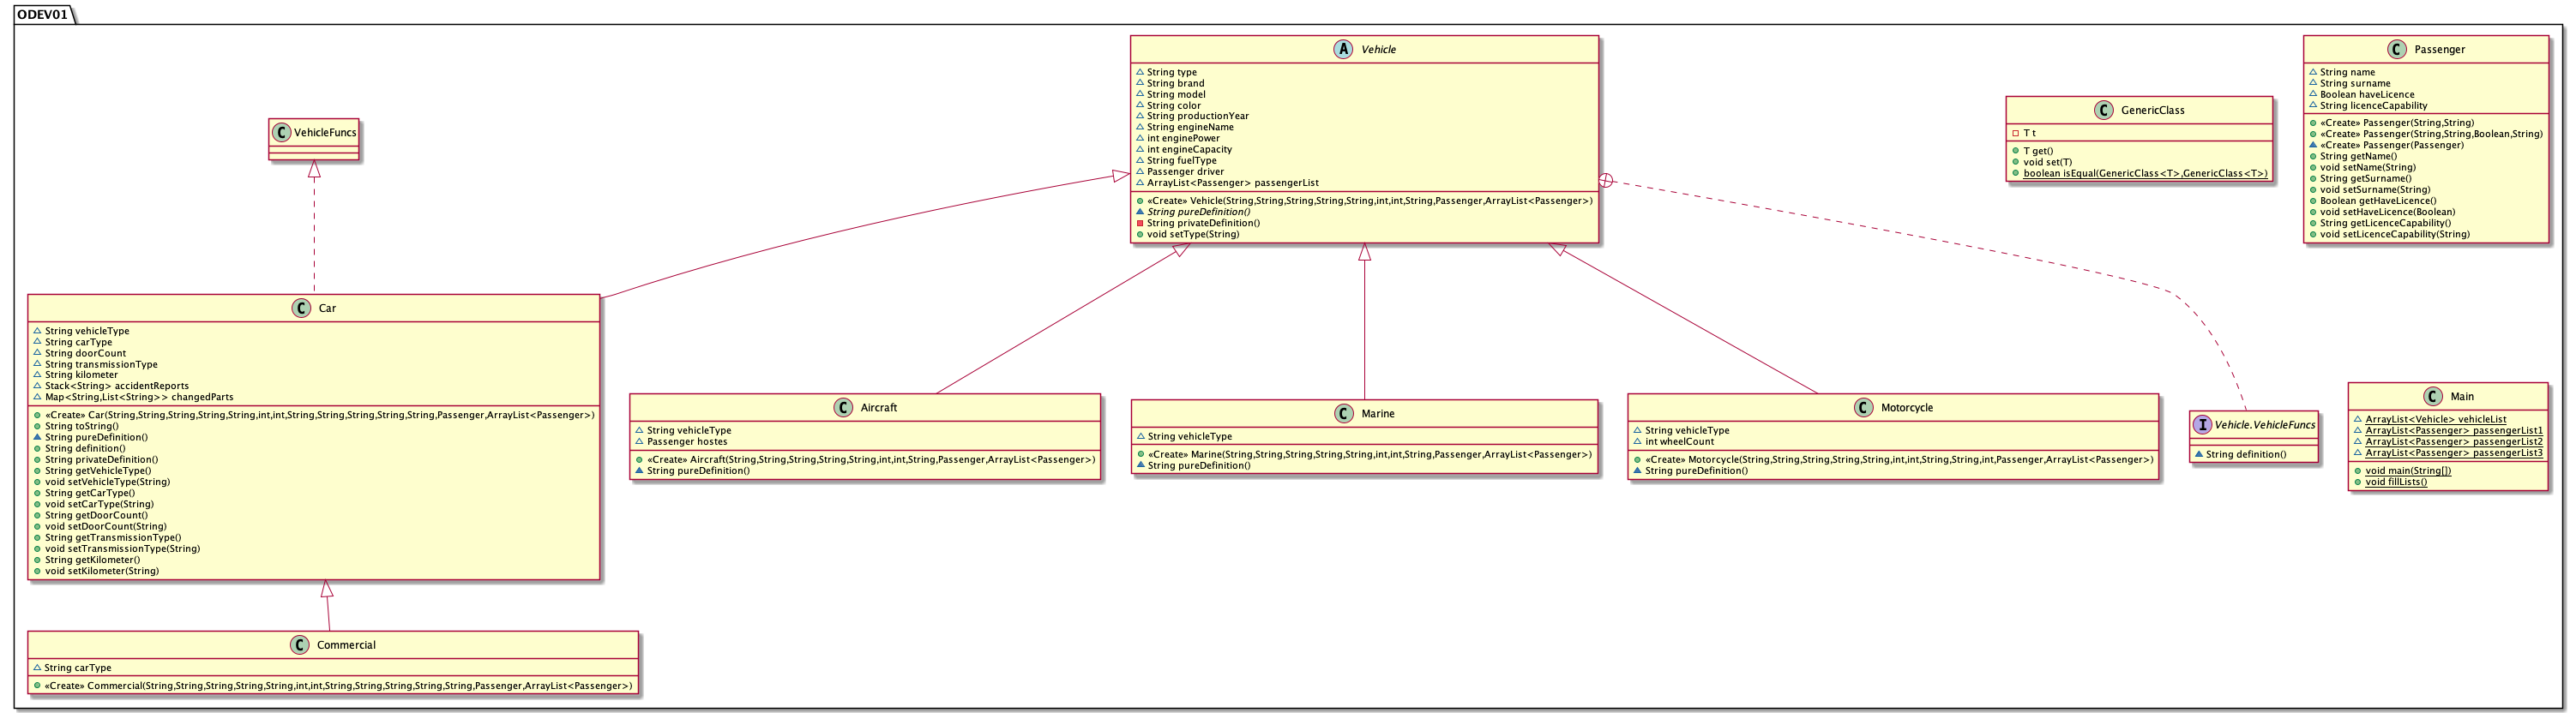 ODEV01
C VehicleFuncs
A Vehicle
String type
String brand
String model
String color
String productionYear
String engineName
int enginePower
int engineCapacity
String fuelType
Passenger driver
ArrayList<Passenger> passengerList
«Create» Vehicle(String,String,String,String,String,int,int,String,Passenger,ArrayList<Passenger>)
String pureDefinition()
String privateDefinition()
void setType(String)
C GenericClass
T t
T get()
void set(T)
boolean isEqual(GenericClass<T>,GenericClass<T>)
C Passenger
String name
String surname
Boolean haveLicence
String licenceCapability
«Create» Passenger(String,String)
«Create» Passenger(String,String,Boolean,String)
«Create» Passenger(Passenger)
String getName()
void setName(String)
String getSurname()
void setSurname(String)
Boolean getHaveLicence()
void setHaveLicence(Boolean)
String getLicenceCapability()
void setLicenceCapability(String)
C Car
String vehicleType
String carType
String doorCount
String transmissionType
String kilometer
Stack<String> accidentReports
Map<String,List<String>> changedParts
«Create» Car(String,String,String,String,String,int,int,String,String,String,String,String,Passenger,ArrayList<Passenger>)
String toString()
String pureDefinition()
String definition()
String privateDefinition()
String getVehicleType()
void setVehicleType(String)
String getCarType()
void setCarType(String)
String getDoorCount()
void setDoorCount(String)
String getTransmissionType()
void setTransmissionType(String)
String getKilometer()
void setKilometer(String)
C Aircraft
String vehicleType
Passenger hostes
«Create» Aircraft(String,String,String,String,String,int,int,String,Passenger,ArrayList<Passenger>)
String pureDefinition()
C Marine
String vehicleType
«Create» Marine(String,String,String,String,String,int,int,String,Passenger,ArrayList<Passenger>)
String pureDefinition()
C Motorcycle
String vehicleType
int wheelCount
«Create» Motorcycle(String,String,String,String,String,int,int,String,String,int,Passenger,ArrayList<Passenger>)
String pureDefinition()
I Vehicle.VehicleFuncs
String definition()
C Main
ArrayList<Vehicle> vehicleList
ArrayList<Passenger> passengerList1
ArrayList<Passenger> passengerList2
ArrayList<Passenger> passengerList3
void main(String[])
void fillLists()
C Commercial
String carType
«Create» Commercial(String,String,String,String,String,int,int,String,String,String,String,String,Passenger,ArrayList<Passenger>)